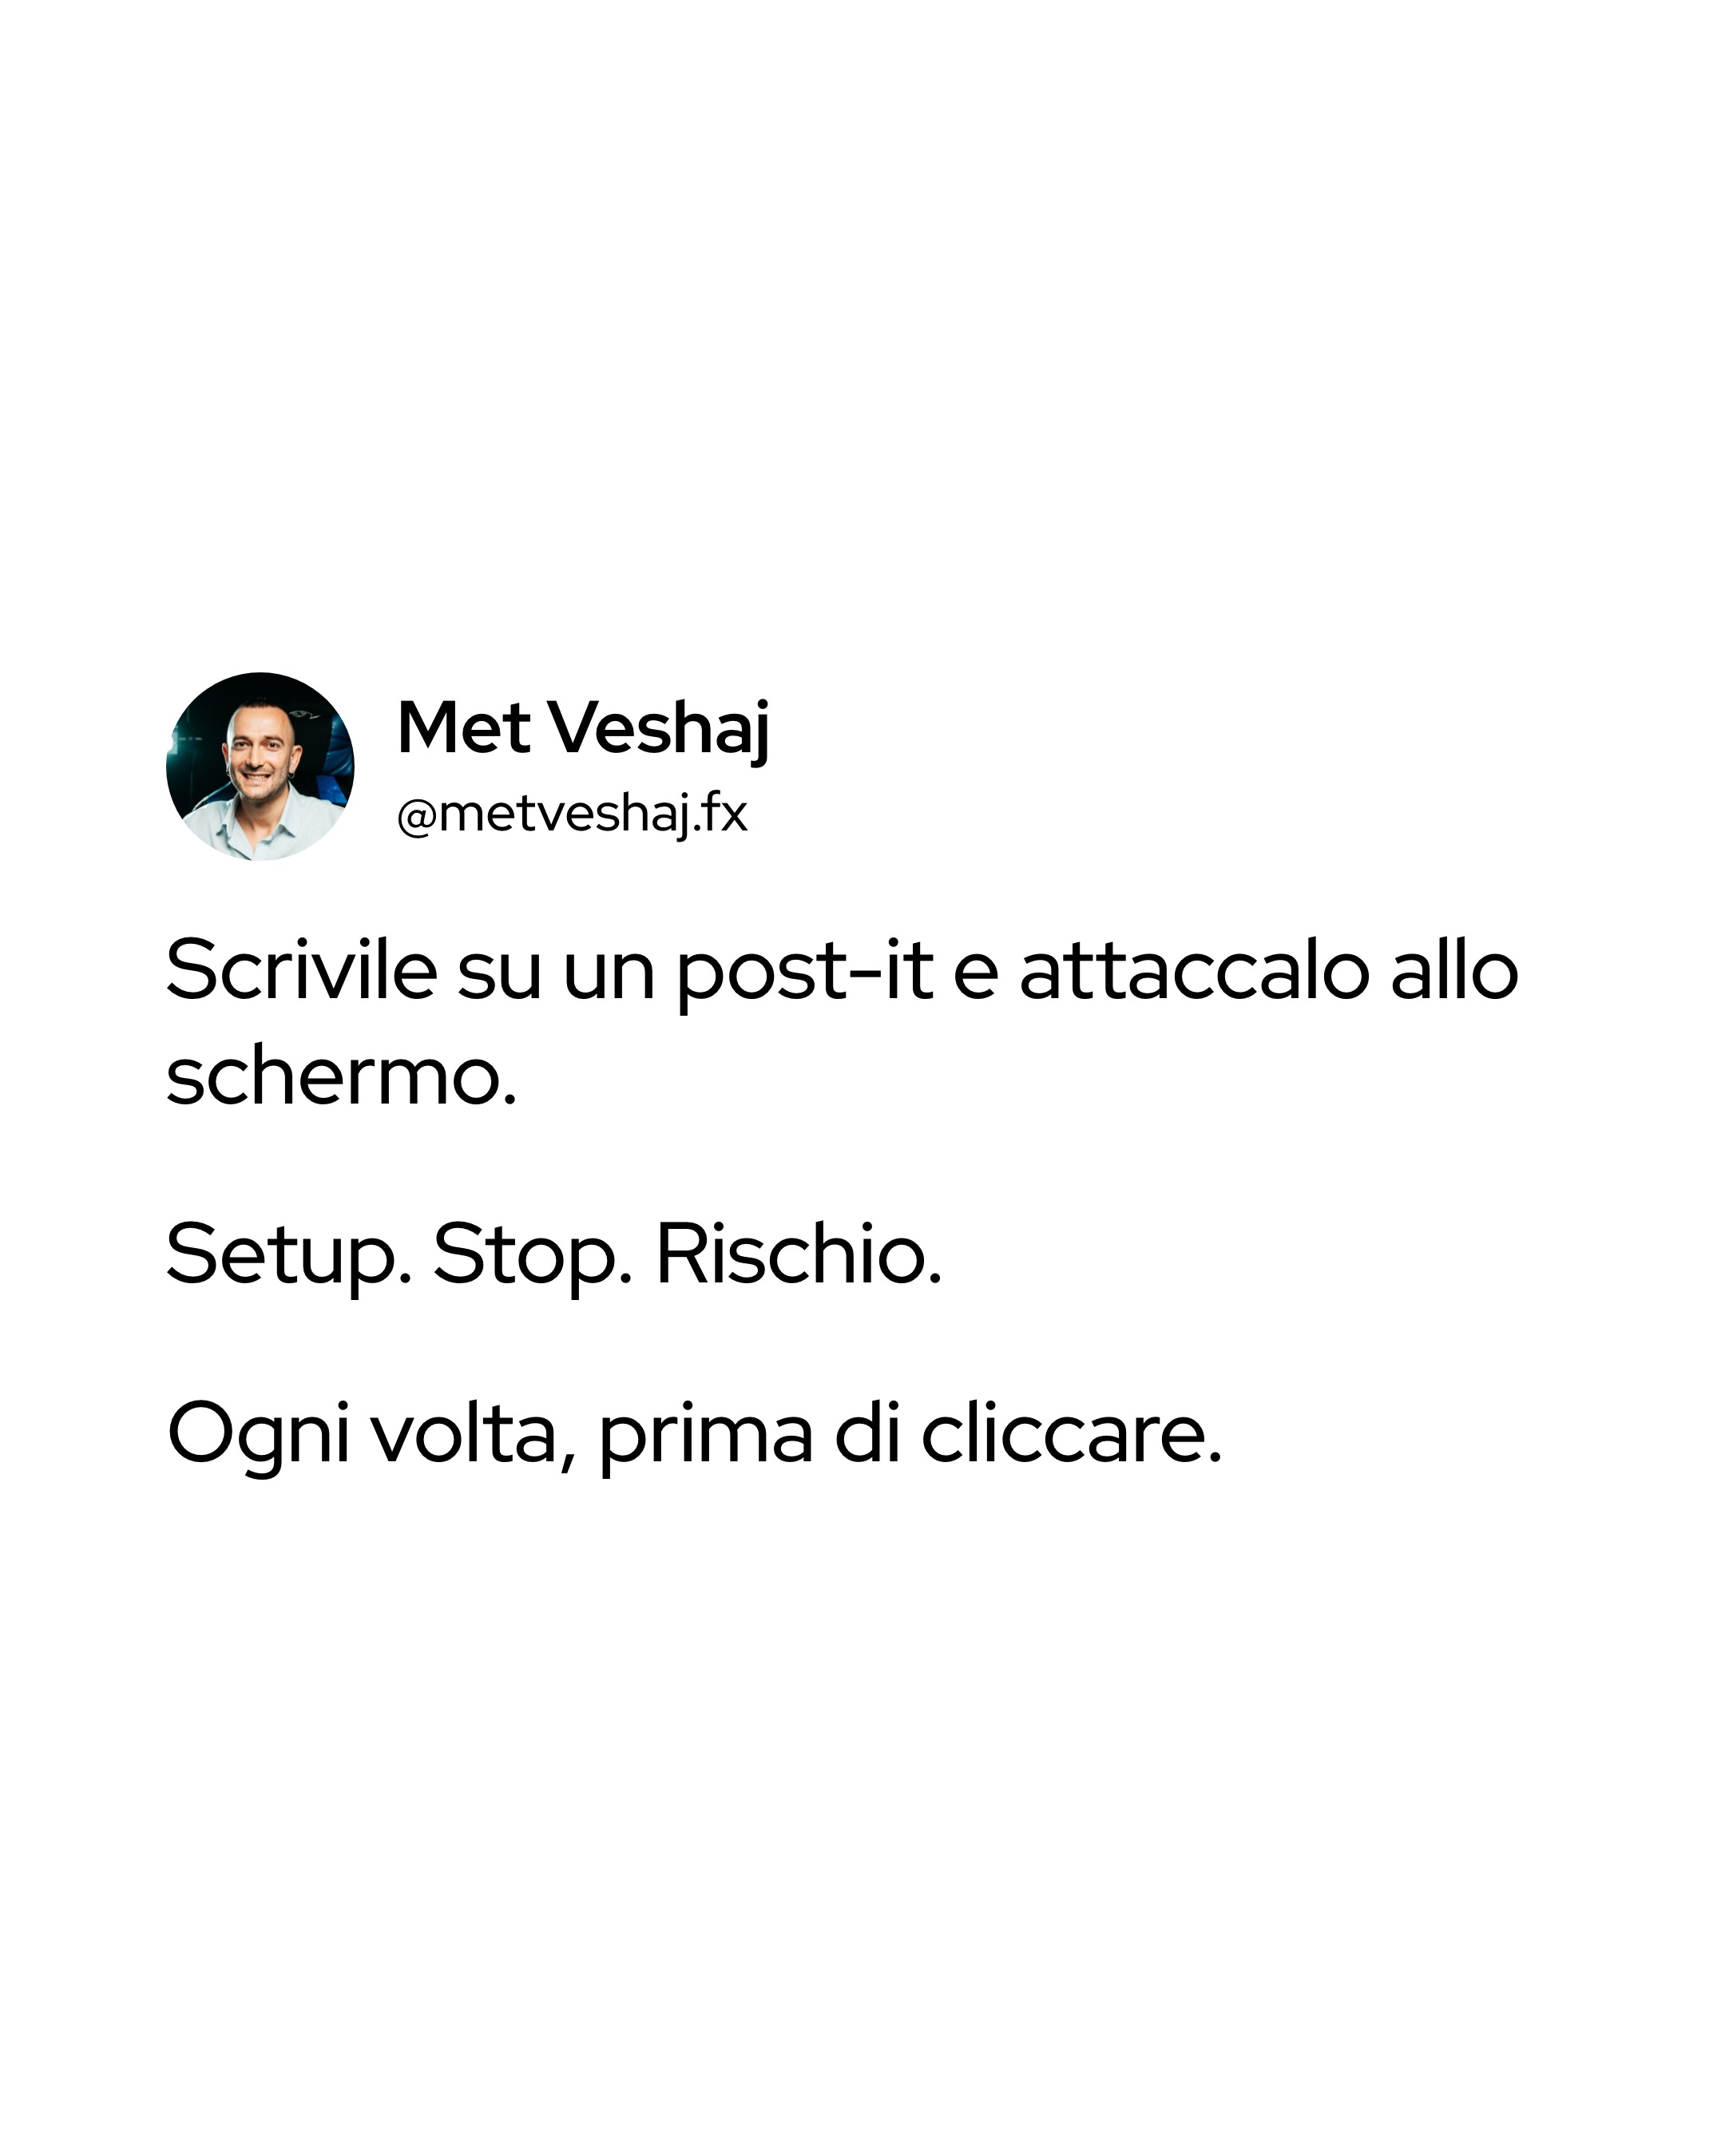 Met Veshaj
@metveshaj.fx
Scrivile su un post-it e attaccalo allo
schermo.
Setup. Stop. Rischio.
Ogni volta, prima di cliccare.